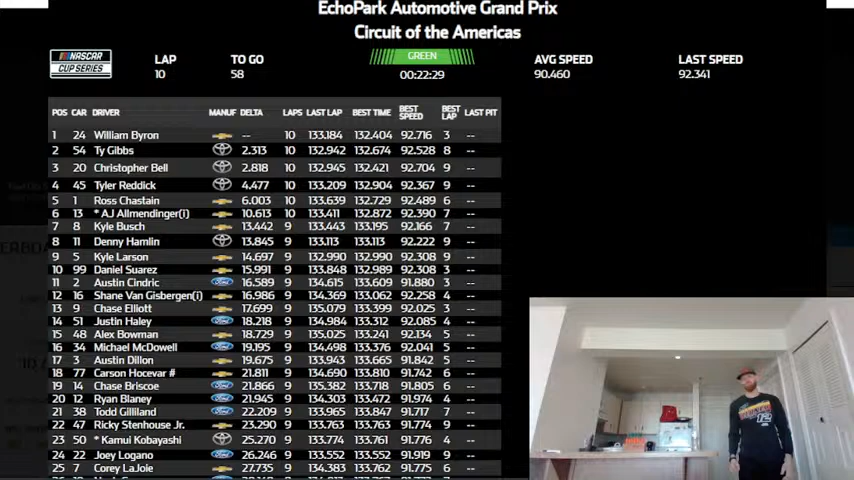 EchoPark Automotive Grand Prix
Circuit of the Americas
NASCAR CUP SERIES
LAP 10
TO GO 58
GREEN 00:22:29
AVG SPEED 90.460
LAST SPEED 92.341
POS CAR DRIVER MANUF DELTA LAPS LAST LAP BEST TIME BEST SPEED BEST LAP LAST PIT
1 24 William Byron -- 10 133.184 132.404 92.716 3 --
2 54 Ty Gibbs 2.313 10 132.942 132.674 92.528 8 --
3 20 Christopher Bell 2.818 10 132.945 132.421 92.704 9 --
4 45 Tyler Reddick 4.477 10 133.209 132.904 92.367 9 --
5 1 Ross Chastain 6.003 10 133.639 132.729 92.489 6 --
6 13 * AJ Allmendinger(i) 10.613 10 133.411 132.872 92.390 7 --
7 8 Kyle Busch 13.442 9 133.443 133.195 92.166 7 --
8 11 Denny Hamlin 13.845 9 133.113 133.113 92.222 9 --
9 5 Kyle Larson 14.697 9 132.990 132.990 92.308 9 --
10 99 Daniel Suarez 15.991 9 133.848 132.989 92.308 3 --
11 2 Austin Cindric Ford 16.589 9 134.615 133.609 91.880 3 --
12 16 Shane Van Gisbergen(i) 16.986 9 134.369 133.062 92.258 4 --
13 9 Chase Elliott 17.699 9 135.079 133.399 92.025 3 --
14 51 Justin Haley Ford 18.218 9 134.984 133.312 92.085 4 --
15 48 Alex Bowman 18.729 9 135.025 133.241 92.134 5 --
16 34 Michael McDowell Ford 19.195 9 134.498 133.376 92.041 5 --
17 3 Austin Dillon 19.675 9 133.943 133.665 91.842 5 --
18 77 Carson Hocevar # 21.811 9 134.690 133.810 91.742 6 --
19 14 Chase Briscoe Ford 21.866 9 135.382 133.718 91.805 6 --
20 12 Ryan Blaney Ford 21.945 9 134.303 133.472 91.974 4 --
21 38 Todd Gilliland Ford 22.209 9 133.965 133.847 91.717 7 --
22 47 Ricky Stenhouse Jr. 23.290 9 133.763 133.763 91.774 9 --
23 50 * Kamui Kobayashi 25.270 9 133.774 133.761 91.776 4 --
24 22 Joey Logano Ford 26.246 9 133.552 133.552 91.919 9 --
25 7 Corey LaJoie 27.735 9 134.383 133.762 91.775 6 --
12